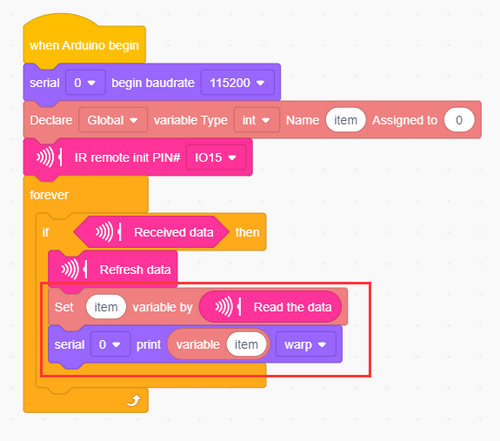 when Arduino begin
serial 0 begin baudrate 115200
Declare Global variable Type int Name item Assigned to 0
IR remote init PIN# IO15
forever
if Received data then
Refresh data
Set item variable by Read the data
serial 0 print variable item warp